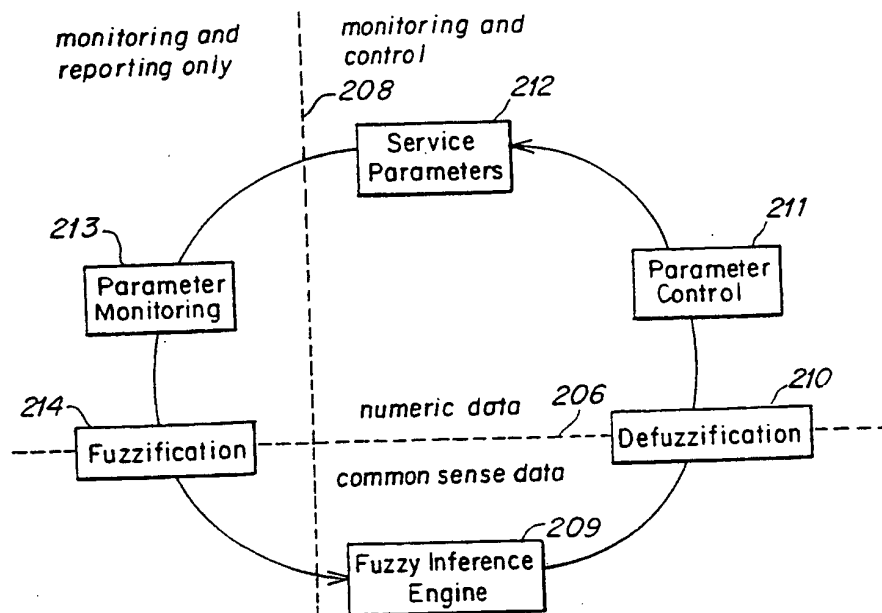 monitoring and
reporting only
monitoring and
control
208
212
Service
Parameters
213
211
Parameter
Monitoring
Parameter
Control
214
numeric data
206
210
Fuzzification
Defuzzification
common sense data
209
Fuzzy Inference
Engine